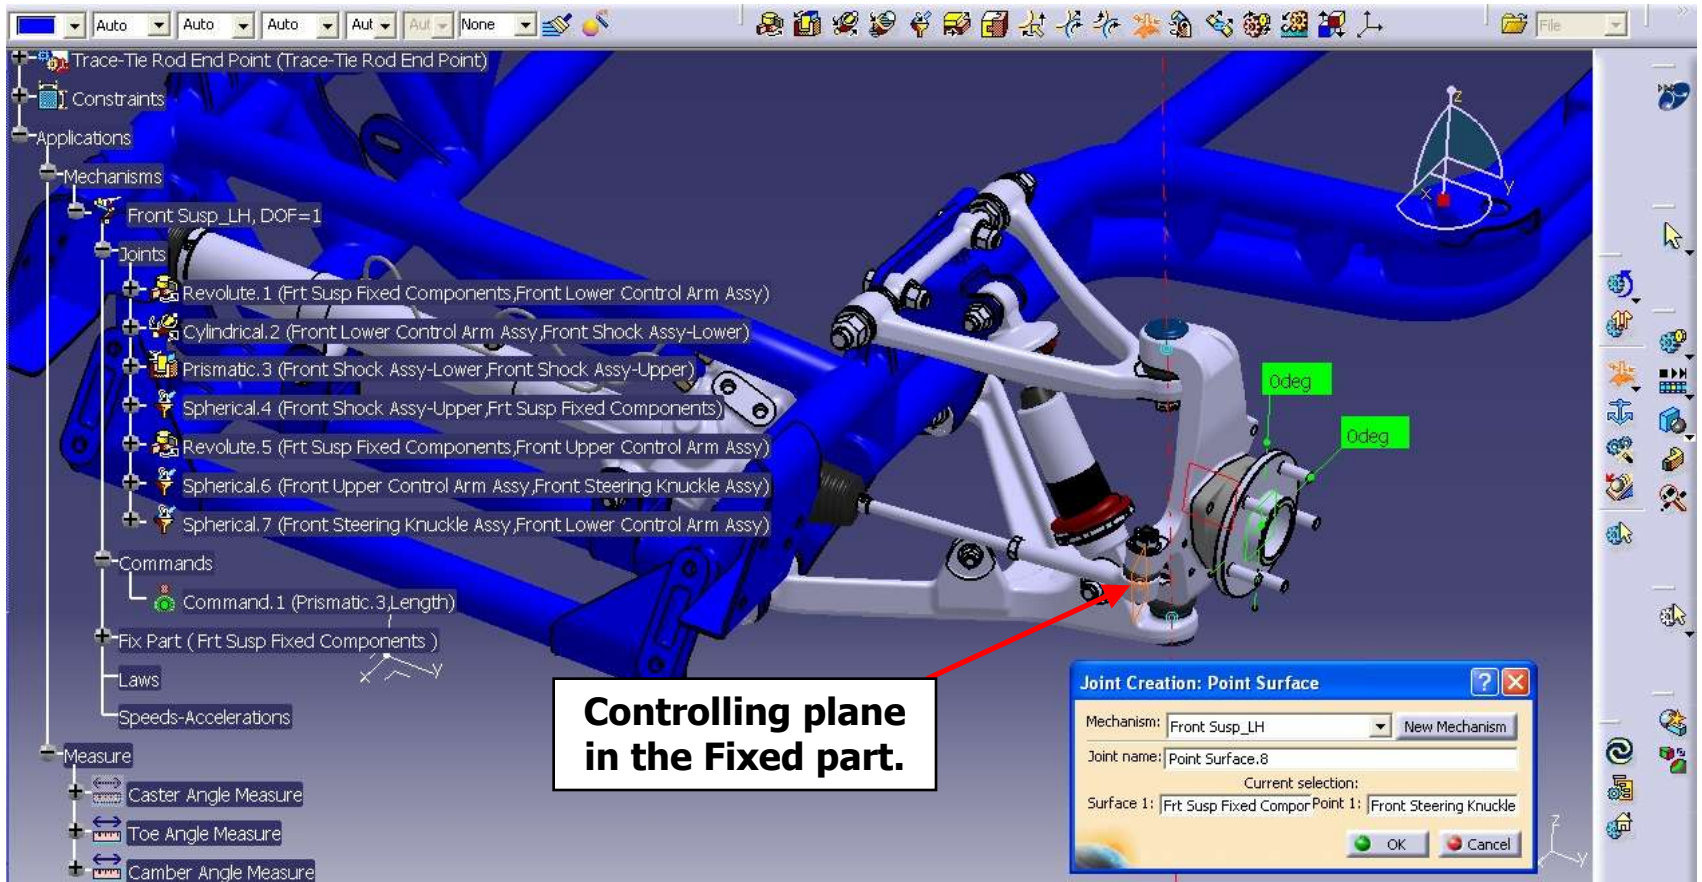 Auto
Auto
Auto
Aut
Aut
None
File
Trace-Tie Rod End Point (Trace-Tie Rod End Point)
Constraints
Applications
Mechanisms
Front Susp_LH, DOF=1
Joints
Revolute.1 (Frt Susp Fixed Components,Front Lower Control Arm Assy)
Cylindrical.2 (Front Lower Control Arm Assy,Front Shock Assy-Lower)
Prismatic.3 (Front Shock Assy-Lower,Front Shock Assy-Upper)
Spherical.4 (Front Shock Assy-Upper,Frt Susp Fixed Components)
Revolute.5 (Frt Susp Fixed Components,Front Upper Control Arm Assy)
Spherical.6 (Front Upper Control Arm Assy,Front Steering Knuckle Assy)
Spherical.7 (Front Steering Knuckle Assy,Front Lower Control Arm Assy)
Commands
Command.1 (Prismatic.3,Length)
Fix Part ( Frt Susp Fixed Components )
Laws
Speeds-Accelerations
Measure
Caster Angle Measure
Toe Angle Measure
Camber Angle Measure
z
y
x
0deg
0deg
x
y
Controlling plane
in the Fixed part.
Joint Creation: Point Surface
Mechanism: Front Susp_LH New Mechanism
Joint name: Point Surface.8
Current selection:
Surface 1: Frt Susp Fixed Compor Point 1: Front Steering Knuckle
OK Cancel
z
x
y